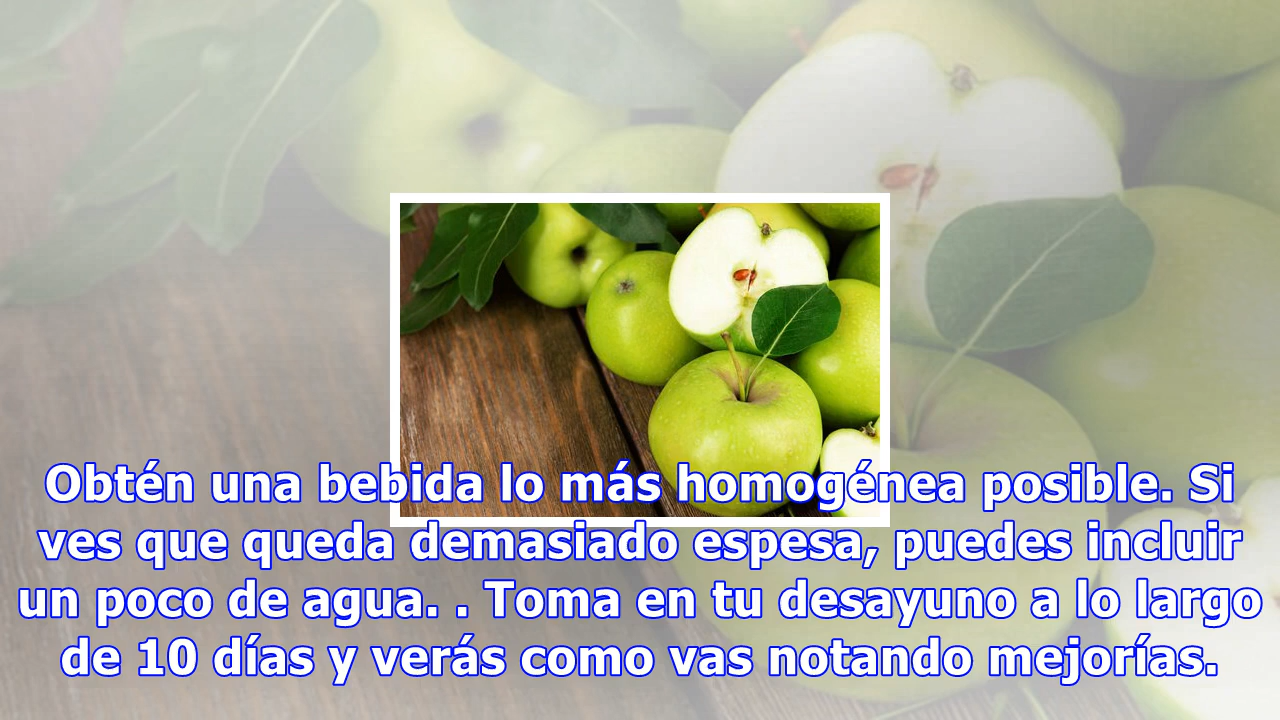 Obtén una bebida lo más homogénea posible. Si
ves que queda demasiado espesa, puedes incluir
un poco de agua. . Toma en tu desayuno a lo largo
de 10 días y verás como vas notando mejorías.